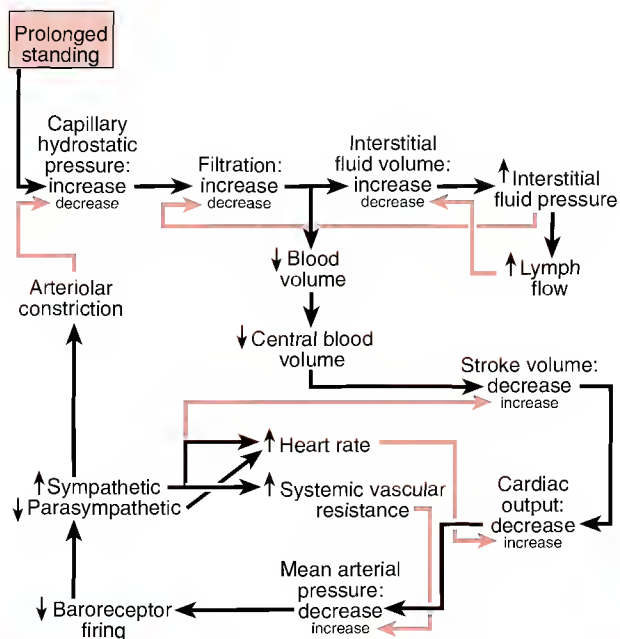 Prolonged
standing
Capillary
hydrostatic
pressure:
increase
decrease
Filtration:
increase
decrease
Interstitial
fluid volume:
increase
decrease
↑ Interstitial
fluid pressure
↑ Lymph
flow
↓ Blood
volume
Arteriolar
constriction
↓ Central blood
volume
Stroke volume:
decrease
increase
↑ Heart rate
↑ Sympathetic
↓ Parasympathetic
↑ Systemic vascular
resistance
Cardiac
output:
decrease
increase
Mean arterial
pressure:
decrease
increase
↓ Baroreceptor
firing